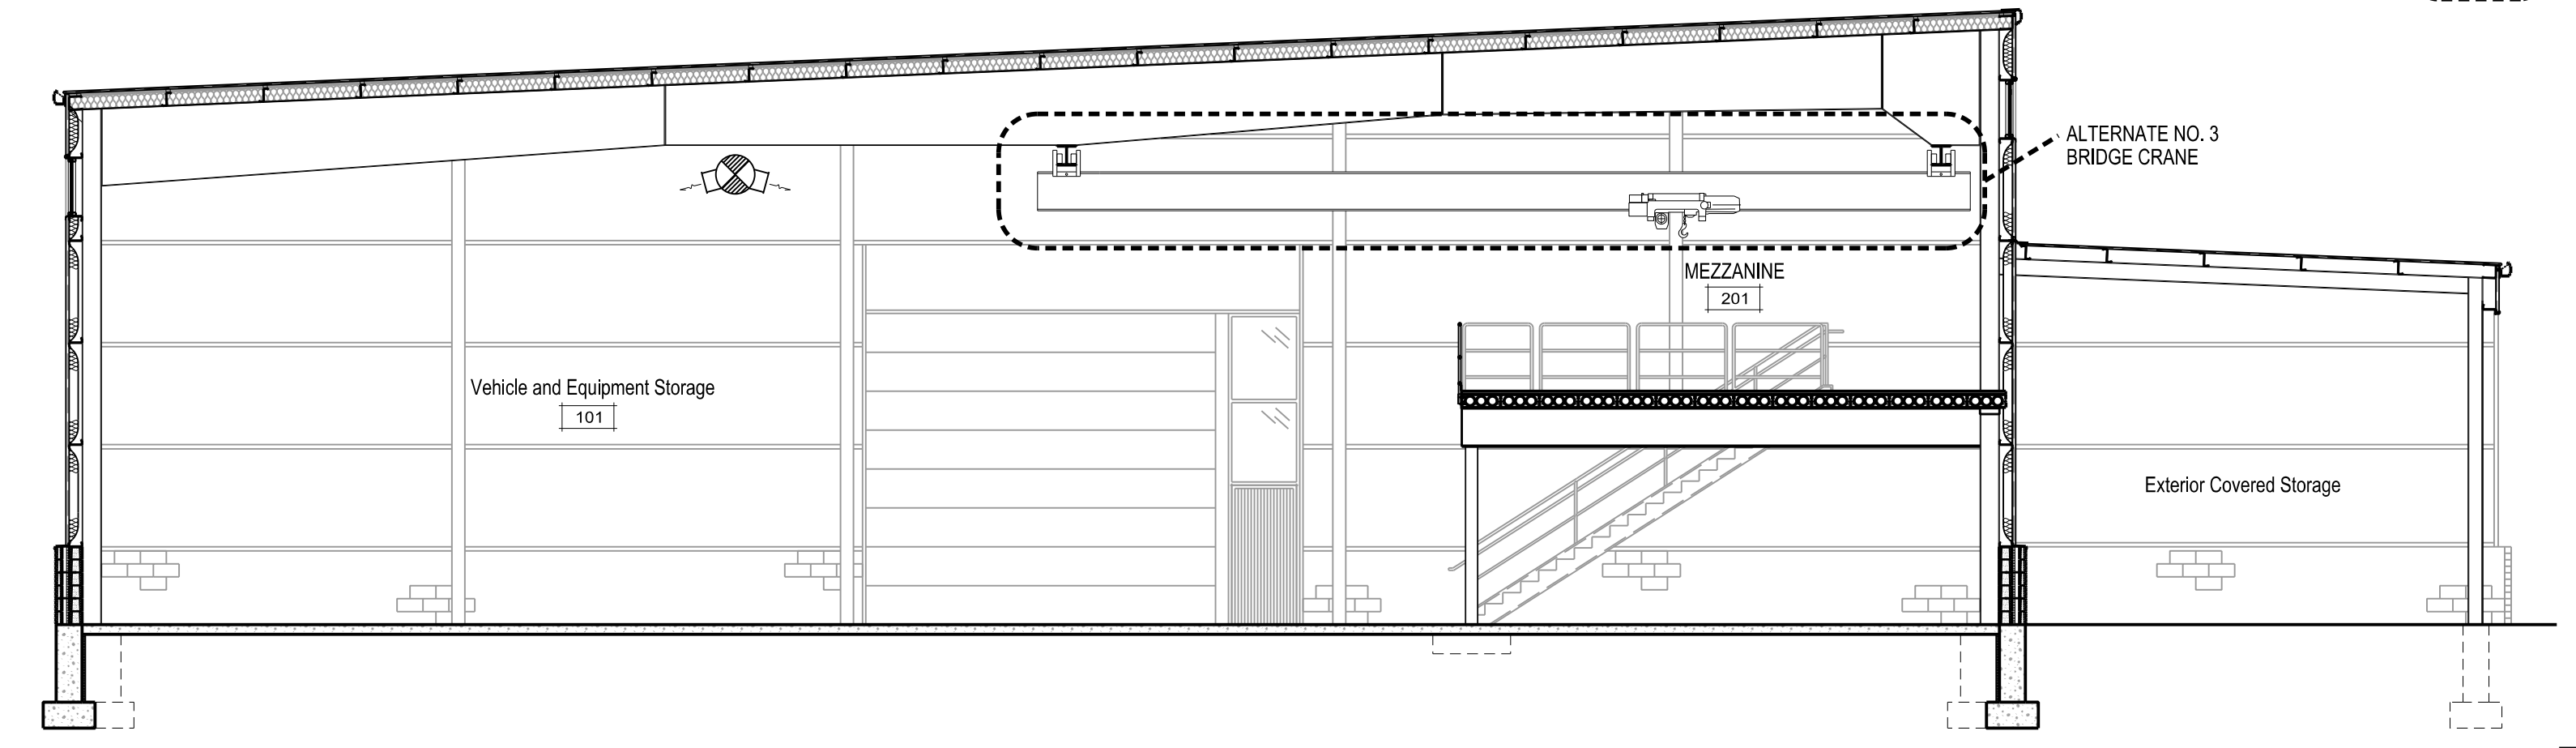 ALTERNATE NO. 3
BRIDGE CRANE
MEZZANINE
201
Vehicle and Equipment Storage
101
Exterior Covered Storage